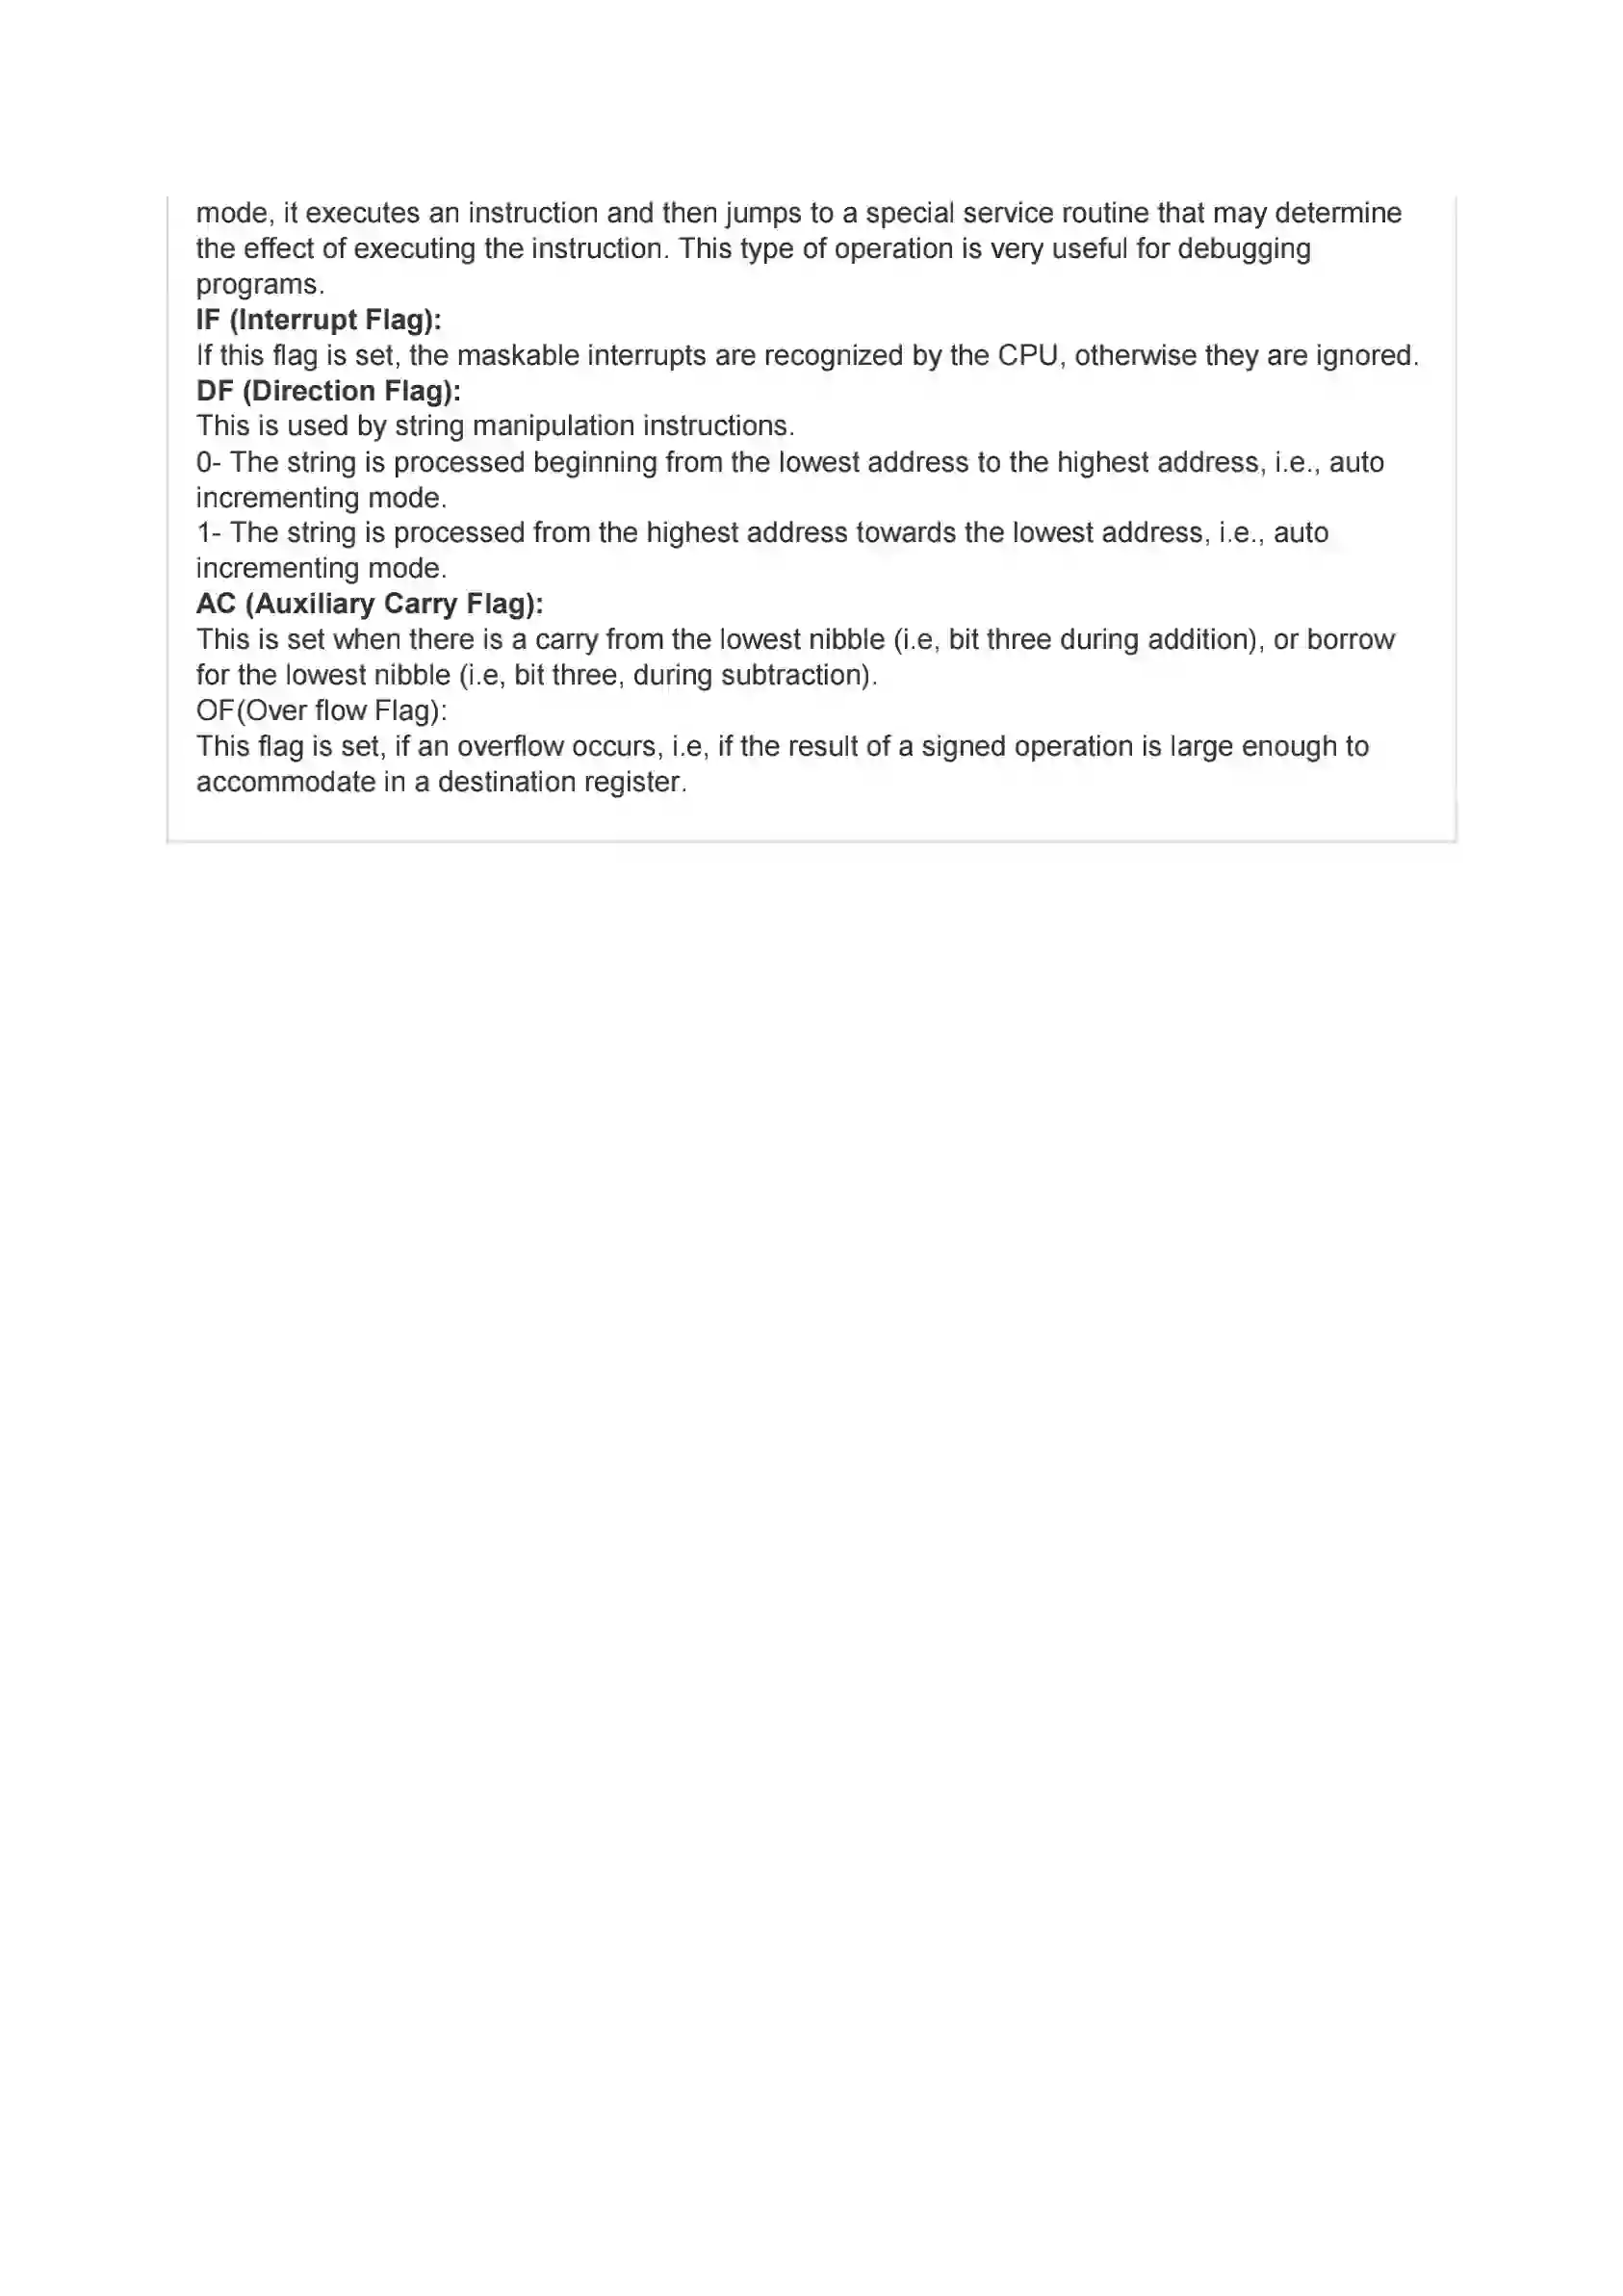 mode, it executes an instruction and then jumps to a special service routine that may determine
the effect of executing the instruction. This type of operation is very useful for debugging
programs.
IF (Interrupt Flag):
If this flag is set, the maskable interrupts are recognized by the CPU, otherwise they are ignored.
DF (Direction Flag):
This is used by string manipulation instructions.
0- The string is processed beginning from the lowest address to the highest address, i.e., auto
incrementing mode.
1- The string is processed from the highest address towards the lowest address, i.e., auto
incrementing mode.
AC (Auxiliary Carry Flag):
This is set when there is a carry from the lowest nibble (i.e, bit three during addition), or borrow
for the lowest nibble (i.e, bit three, during subtraction).
OF(Over flow Flag):
This flag is set, if an overflow occurs, i.e, if the result of a signed operation is large enough to
accommodate in a destination register.